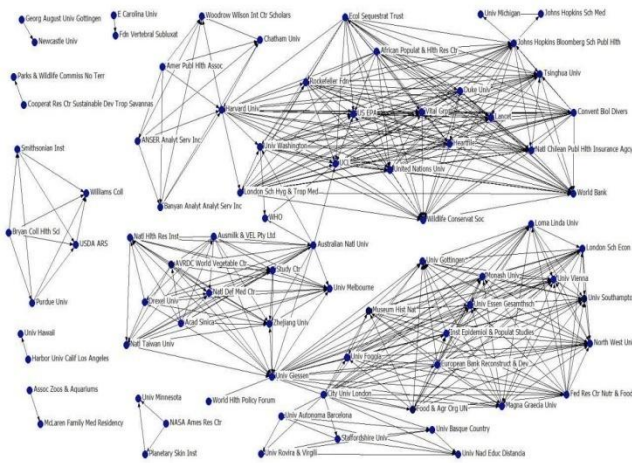 Georg August Univ Gottingen
Newcastle Univ
E Carolina Univ
Fdn Vertebral Subluxat
Parks & Wildlife Commiss No Terr
Cooperat Res Ctr Sustainable Dev Trop Savannas
Smithsonian Inst
Williams Coll
Bryan Coll Hlth Sci
USDA ARS
Purdue Univ
Univ Hawaii
Harbor Univ Calif Los Angeles
Assoc Zoos & Aquariums
McLaren Family Med Residency
Woodrow Wilson Int Ctr Scholars
Chatham Univ
Amer Publ Hlth Assoc
Harvard Univ
ANSER Analyt Serv Inc
Banyan Analyt Analyt Serv Inc
Ecol Sequestrat Trust
African Populat & Hlth Res Ctr
Rockefeller Fdn
Duke Univ
US EPA
Vital Grp
Lancet
Univ Washington
UCL
Heartfile
United Nations Univ
London Sch Hyg & Trop Med
WHO
Wildlife Conservat Soc
Univ Michigan
Johns Hopkins Sch Med
Johns Hopkins Bloomberg Sch Publ Hlth
Tsinghua Univ
Convent Biol Divers
Natl Chilean Publ Hlth Insurance Agcy
World Bank
Natl Hlth Res Inst
Ausmilk & VEL Pty Ltd
Australian Natl Univ
AVRDC World Vegetable Ctr
Study Ctr
Drexel Univ
Natl Def Med Ctr
Univ Melbourne
Acad Sinica
Zhejiang Univ
Natl Taiwan Univ
Univ Giessen
Univ Minnesota
NASA Ames Res Ctr
Planetary Skin Inst
World Hlth Policy Forum
Loma Linda Univ
London Sch Econ
Univ Gottingen
Monash Univ
Univ Vienna
Museum Hist Nat
Univ Essen Gesamthsch
Univ Southampton
Inst Epidemiol & Populat Studies
Univ Foggia
European Bank Reconstruct & Dev
North West Univ
City Univ London
Fed Res Ctr Nutr & Food
Food & Agr Org UN
Magna Graecia Univ
Univ Autonoma Barcelona
Univ Basque Country
Staffordshire Univ
Univ Rovira & Virgili
Univ Nacl Educ Distancia